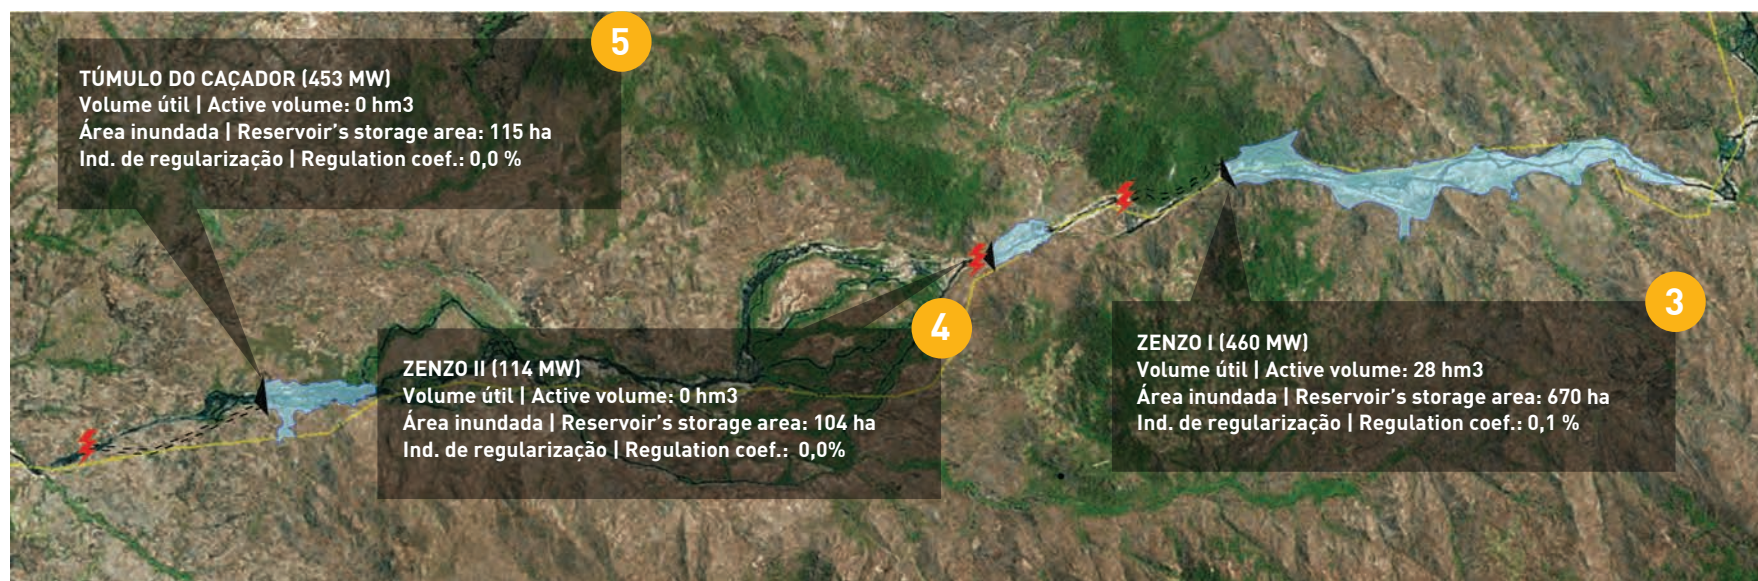 5
TÚMULO DO CAÇADOR (453 MW)
Volume útil | Active volume: 0 hm3
Área inundada | Reservoir's storage area: 115 ha
Ind. de regularização | Regulation coef.: 0,0 %
4
ZENZO II (114 MW)
Volume útil | Active volume: 0 hm3
Área inundada | Reservoir's storage area: 104 ha
Ind. de regularização | Regulation coef.: 0,0%
3
ZENZO I (460 MW)
Volume útil | Active volume: 28 hm3
Área inundada | Reservoir's storage area: 670 ha
Ind. de regularização | Regulation coef.: 0,1 %